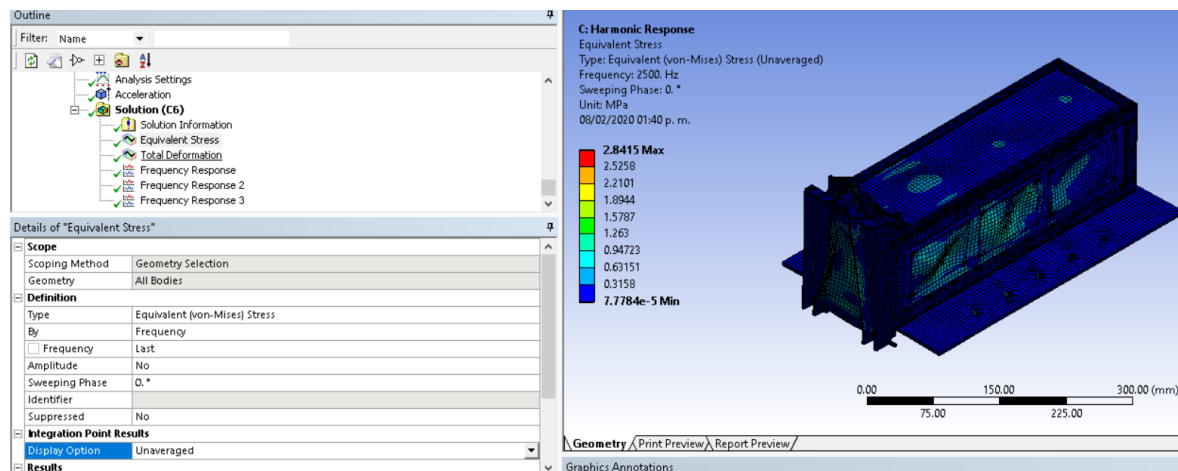 Outline
Filter: Name
Analysis Settings
Acceleration
Solution (C6)
Solution Information
Equivalent Stress
Total Deformation
Frequency Response
Frequency Response 2
Frequency Response 3
Details of "Equivalent Stress"
Scope
Scoping Method Geometry Selection
Geometry All Bodies
Definition
Type Equivalent (von-Mises) Stress
By Frequency
Frequency Last
Amplitude No
Sweeping Phase 0. °
Identifier
Suppressed No
Integration Point Results
Display Option Unaveraged
Results
C: Harmonic Response
Equivalent Stress
Type: Equivalent (von-Mises) Stress (Unaveraged)
Frequency: 2500. Hz
Sweeping Phase: 0. °
Unit: MPa
08/02/2020 01:40 p. m.
2.8415 Max
2.5258
2.2101
1.8944
1.5787
1.263
0.94723
0.63151
0.3158
7.7784e-5 Min
0.00 150.00 300.00 (mm)
75.00 225.00
Geometry Print Preview Report Preview
Graphics Annotations